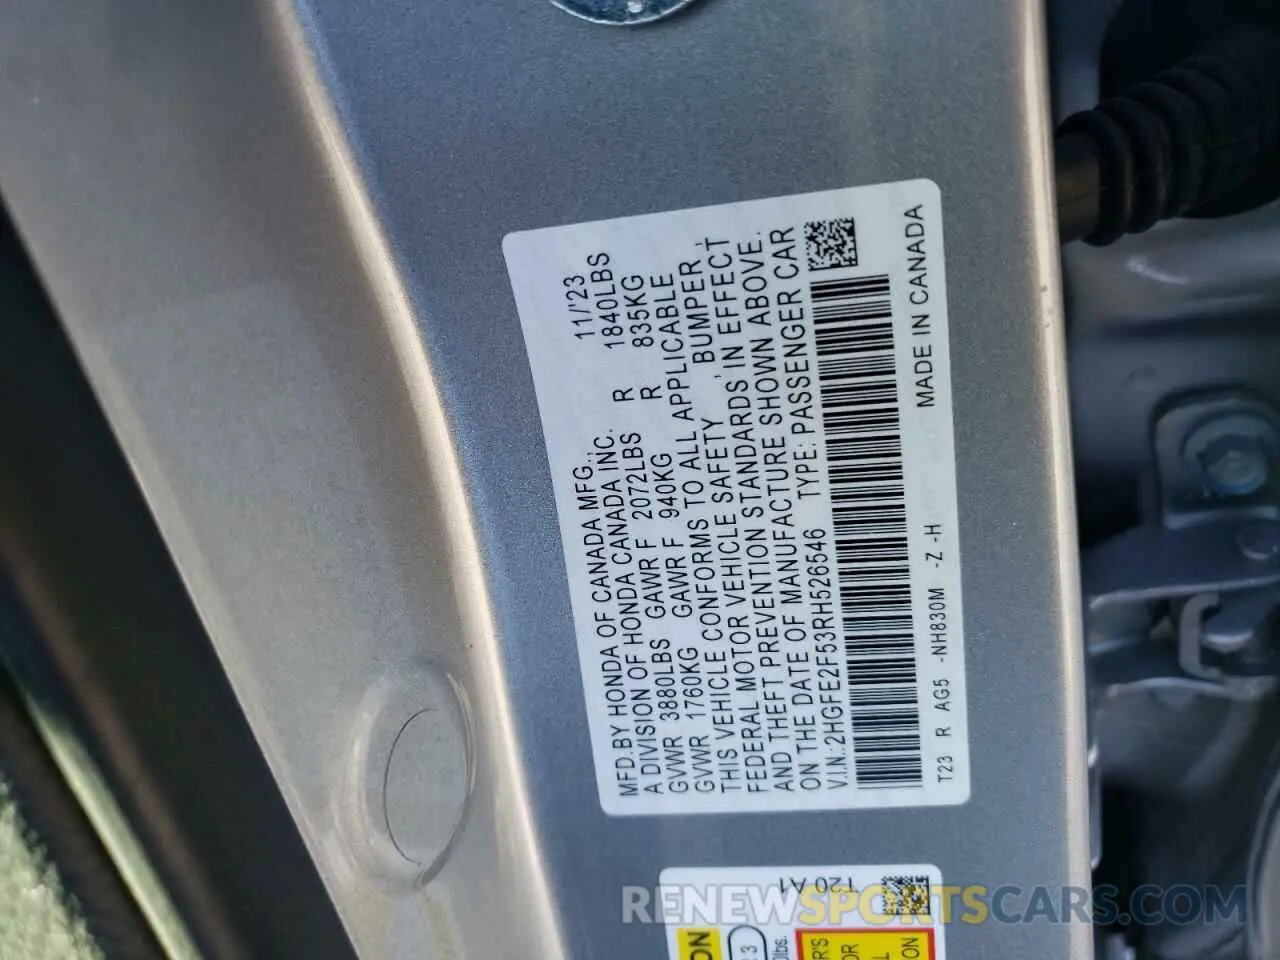 MFD.BY HONDA OF CANADA MFG., 11/'23
A DIVISION OF HONDA CANADA INC.
GVWR 3880LBS GAWR F 2072LBS R 1840LBS
GVWR 1760KG GAWR F 940KG R 835KG
THIS VEHICLE CONFORMS TO ALL APPLICABLE
FEDERAL MOTOR VEHICLE SAFETY, BUMPER,
AND THEFT PREVENTION STANDARDS IN EFFECT
ON THE DATE OF MANUFACTURE SHOWN ABOVE.
V.I.N.:2HGFE2F53RH526546 TYPE: PASSENGER CAR
T23 R AG5 -NH830M -Z -H MADE IN CANADA
T20 A1
RENEWSPORTSCARS.COM